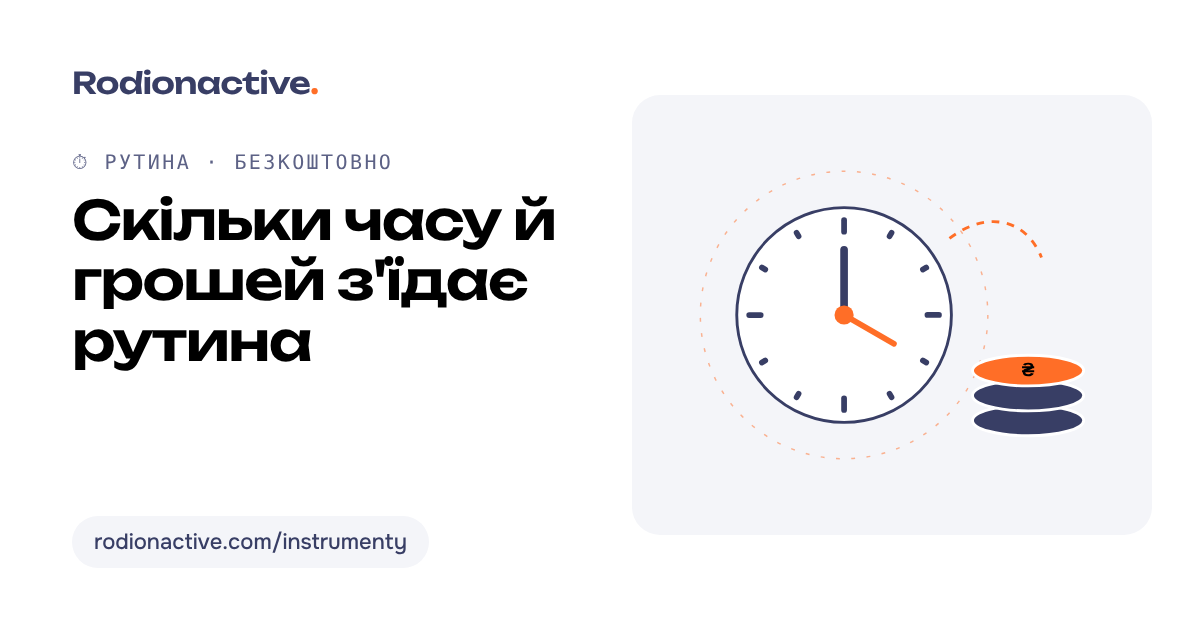 Rodionactive.
⏱ РУТИНА · БЕЗКОШТОВНО
Скільки часу й
грошей з'їдає
рутина
₴
rodionactive.com/instrumenty